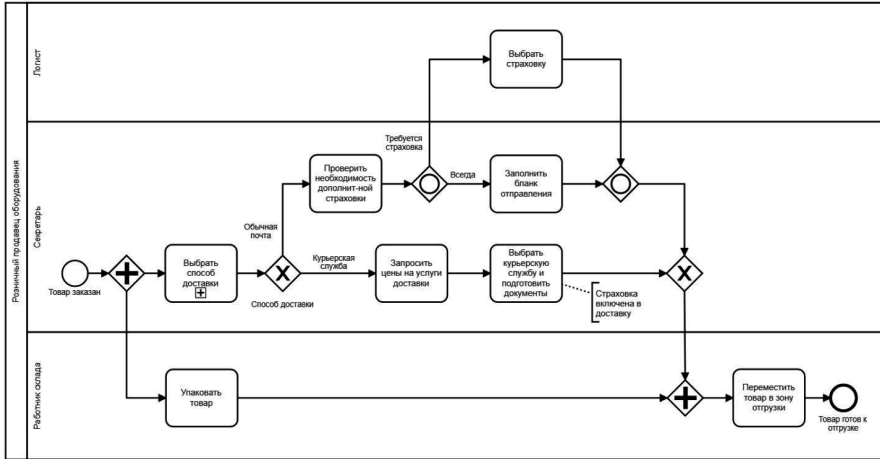 Розничный продавец оборудования
Логист
Выбрать
страховку
Секретарь
Требуется
страховка
Проверить
необходимость
дополнит-ной
страховки
Всегда
Заполнить
бланк
отправления
Обычная
почта
Товар заказан
Выбрать
способ
доставки
Способ доставки
Курьерская
служба
Запросить
цены на услуги
доставки
Выбрать
курьерскую
службу и
подготовить
документы
Страховка
включена в
доставку
Работник склада
Упаковать
товар
Переместить
товар в зону
отгрузки
Товар готов к
отгрузке